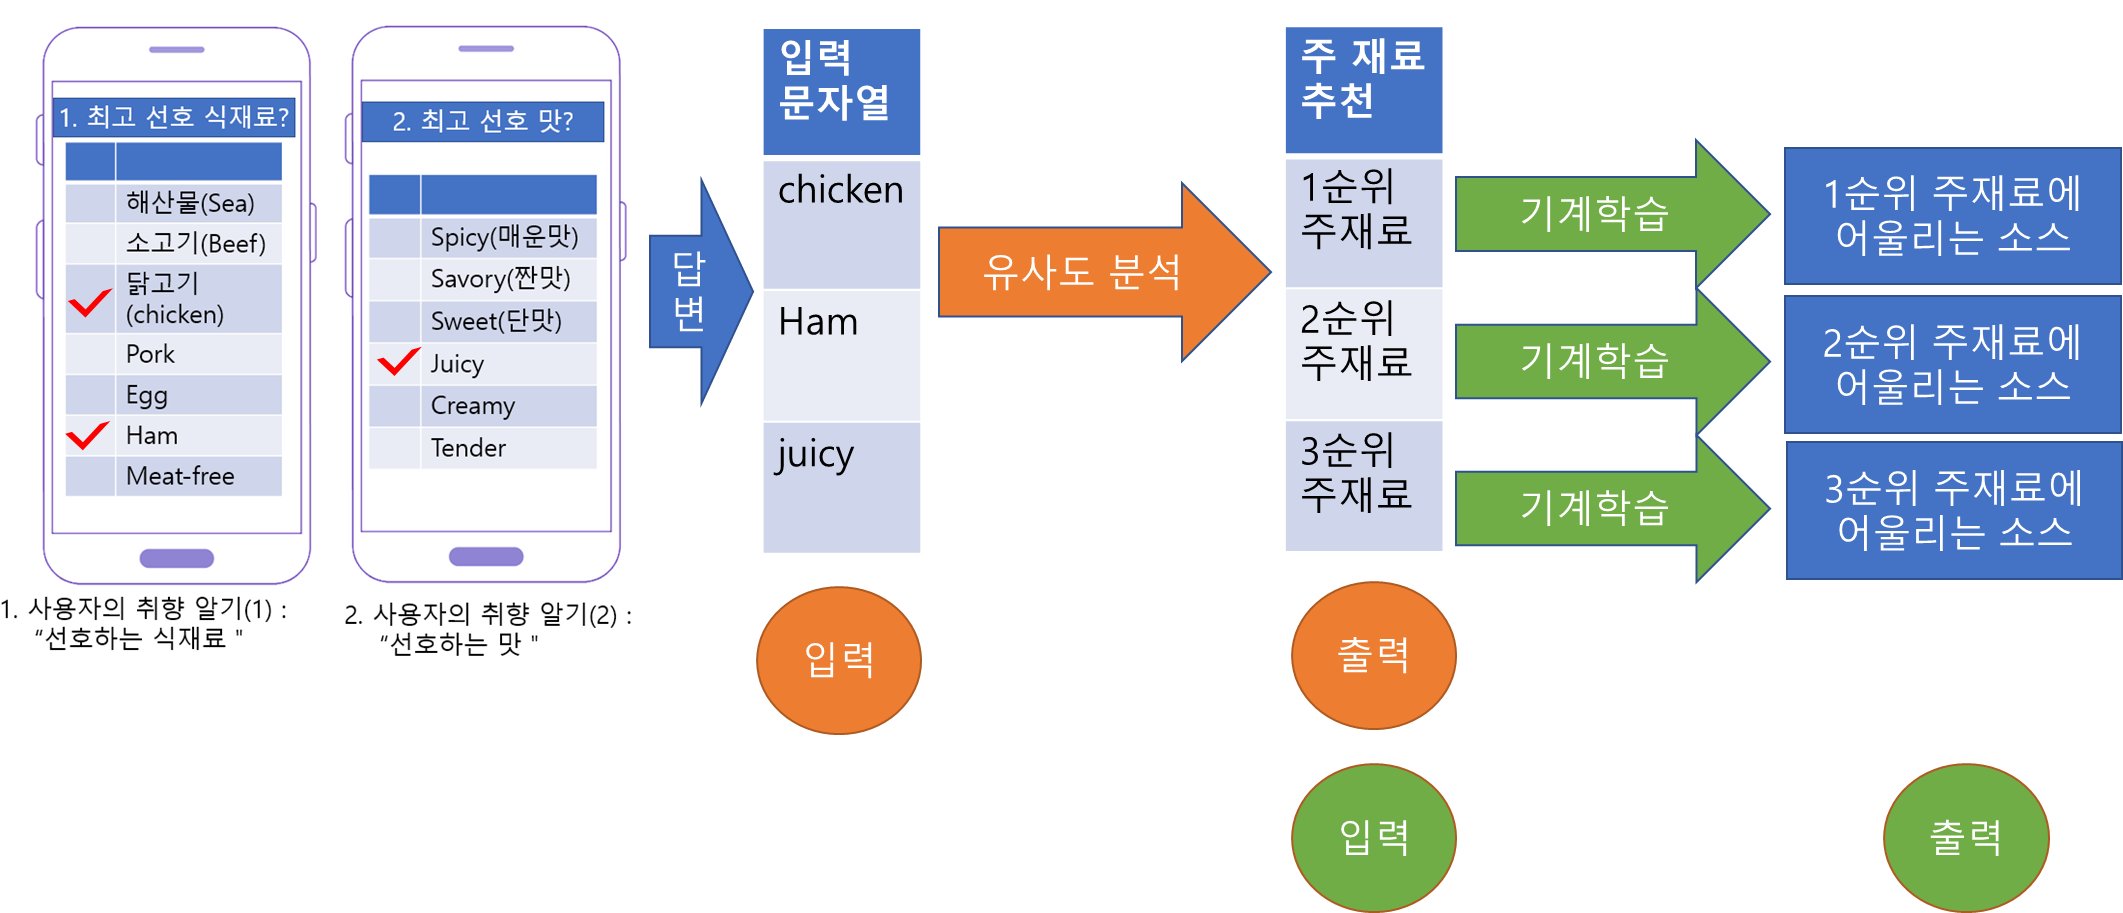 1. 최고 선호 식재료?
해산물(Sea)
소고기(Beef)
닭고기
(chicken)
Pork
Egg
Ham
Meat-free
1. 사용자의 취향 알기(1) :
“선호하는 식재료 "
2. 최고 선호 맛?
Spicy(매운맛)
Savory(짠맛)
Sweet(단맛)
Juicy
Creamy
Tender
2. 사용자의 취향 알기(2) :
“선호하는 맛 "
답
변
입력
문자열
chicken
Ham
juicy
입력
유사도 분석
주 재료
추천
1순위
주재료
2순위
주재료
3순위
주재료
출력
입력
기계학습
기계학습
기계학습
1순위 주재료에
어울리는 소스
2순위 주재료에
어울리는 소스
3순위 주재료에
어울리는 소스
출력